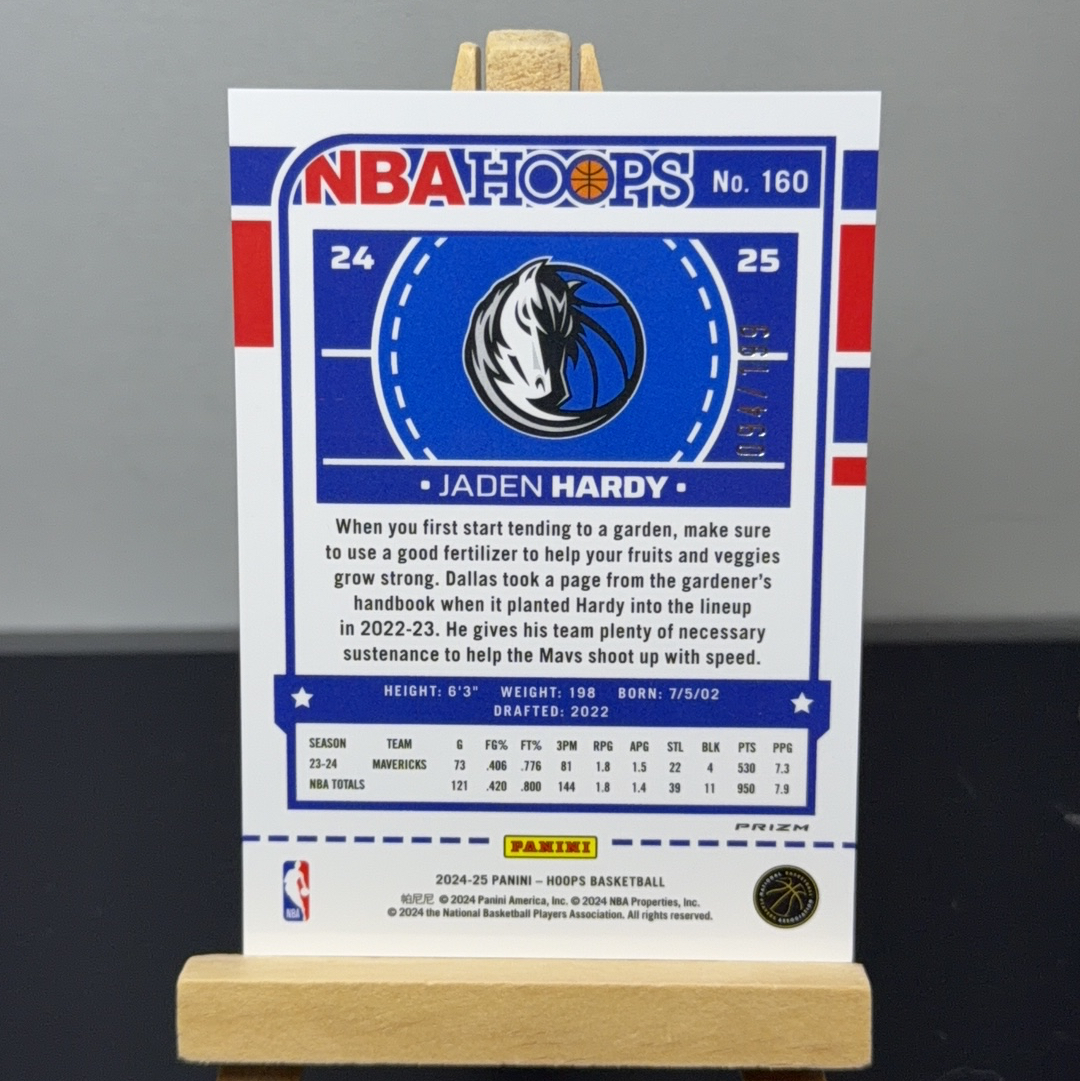 NBA HOOPS No. 160
24 25
094/199
• JADEN HARDY •
When you first start tending to a garden, make sure
to use a good fertilizer to help your fruits and veggies
grow strong. Dallas took a page from the gardener's
handbook when it planted Hardy into the lineup
in 2022-23. He gives his team plenty of necessary
sustenance to help the Mavs shoot up with speed.
HEIGHT: 6'3" WEIGHT: 198 BORN: 7/5/02
DRAFTED: 2022
SEASON TEAM G FG% FT% 3PM RPG APG STL BLK PTS PPG
23-24 MAVERICKS 73 .406 .776 81 1.8 1.5 22 4 530 7.3
NBA TOTALS 121 .420 .800 144 1.8 1.4 39 11 950 7.9
PRIZM
PANINI
2024-25 PANINI – HOOPS BASKETBALL
帕尼尼 © 2024 Panini America, Inc. © 2024 NBA Properties, Inc.
© 2024 the National Basketball Players Association. All rights reserved.
NBA
NATIONAL BASKETBALL
PLAYERS ASSOCIATION